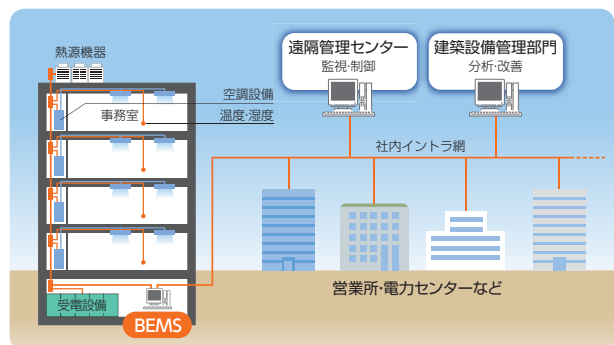 熱源機器
遠隔管理センター
監視・制御
建築設備管理部門
分析・改善
空調設備
事務室
温度・湿度
社内イントラ網
営業所・電力センターなど
受電設備
BEMS